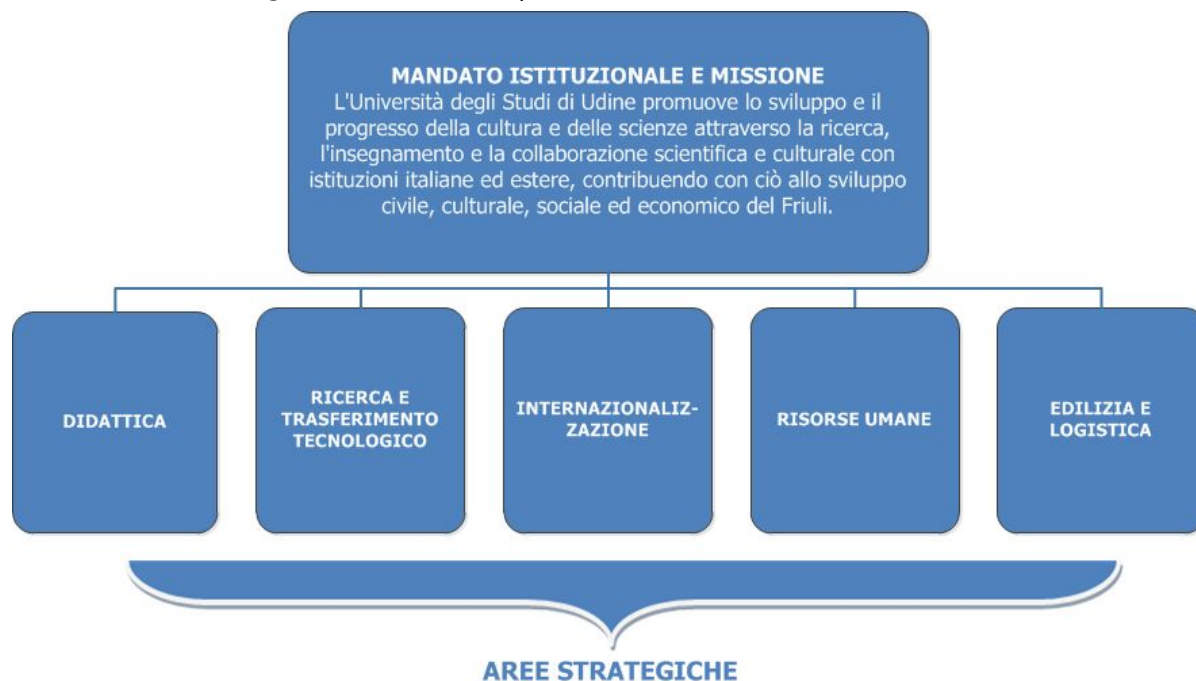 MANDATO ISTITUZIONALE E MISSIONE
L'Università degli Studi di Udine promuove lo sviluppo e il
progresso della cultura e delle scienze attraverso la ricerca,
l'insegnamento e la collaborazione scientifica e culturale con
istituzioni italiane ed estere, contribuendo con ciò allo sviluppo
civile, culturale, sociale ed economico del Friuli.
DIDATTICA
RICERCA E
TRASFERIMENTO
TECNOLOGICO
INTERNAZIONALIZ-
ZAZIONE
RISORSE UMANE
EDILIZIA E
LOGISTICA
AREE STRATEGICHE